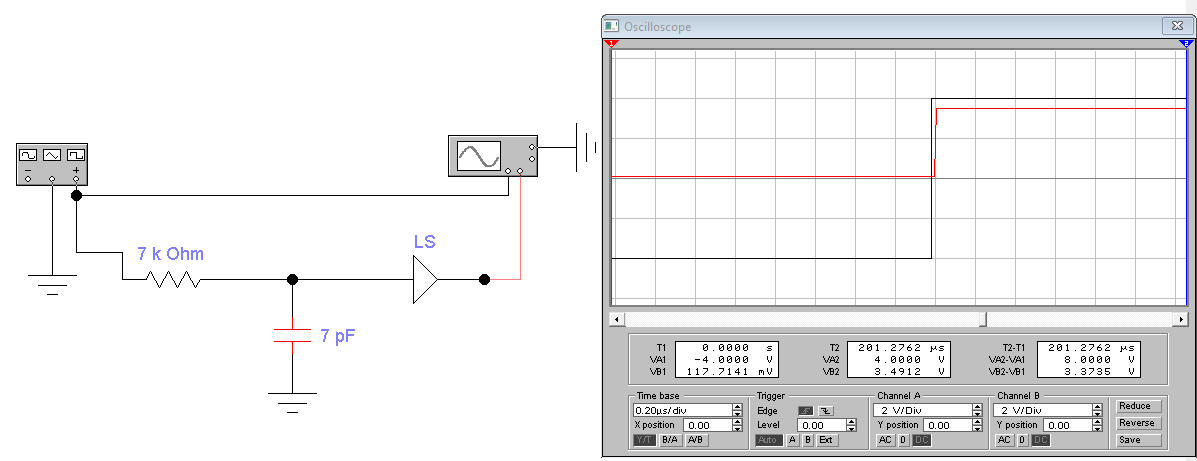 Oscilloscope
1
2
− +
LS
7 k Ohm
7 pF
T1 0.0000 s
VA1 -4.0000 V
VB1 117.7141 mV
T2 201.2762 µs
VA2 4.0000 V
VB2 3.4912 V
T2-T1 201.2762 µs
VA2-VA1 8.0000 V
VB2-VB1 3.3735 V
Time base
0.20µs/div
X position 0.00
Y/T B/A A/B
Trigger
Edge
Level 0.00
Auto A B Ext
Channel A
2 V/Div
Y position 0.00
AC 0 DC
Channel B
2 V/Div
Y position 0.00
AC 0 DC
Reduce
Reverse
Save